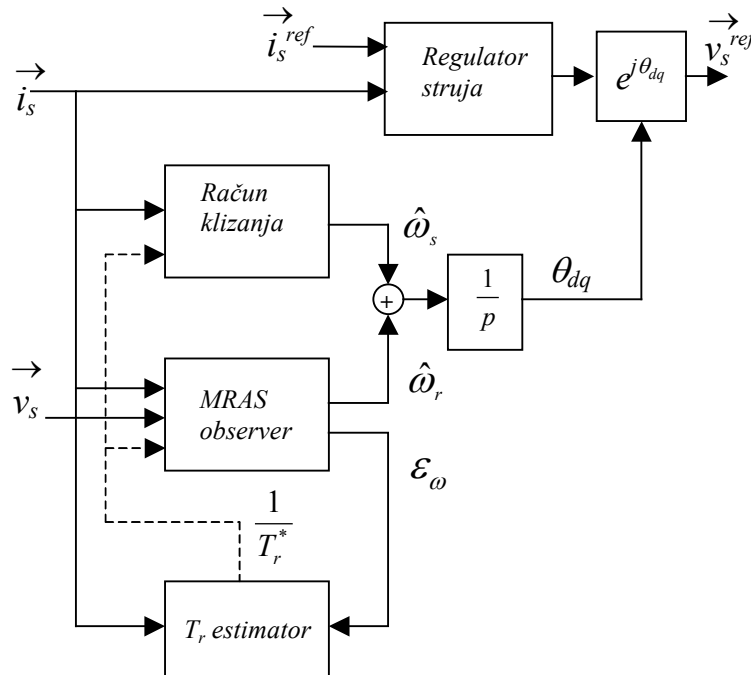 i_s^ref
Regulator
struja
e^{jθ_dq}
v_s^ref
i_s
Račun
klizanja
ω̂_s
+
1/p
θ_dq
v_s
MRAS
observer
ω̂_r
ε_ω
1/T_r^*
T_r estimator